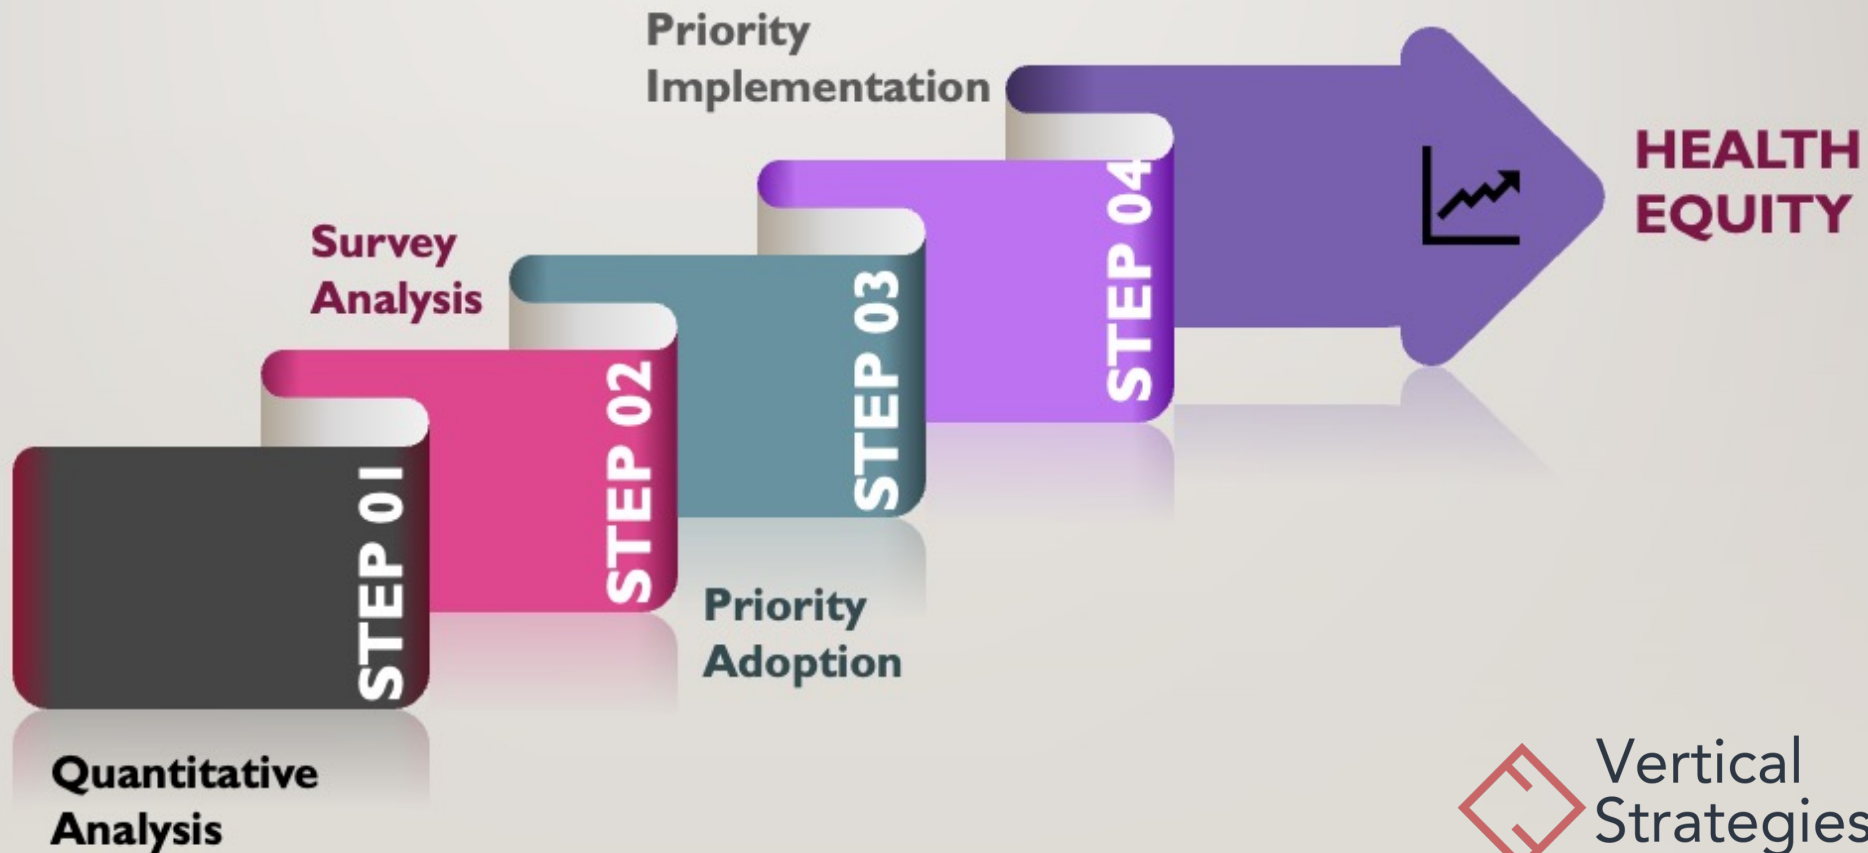 Priority
Implementation
HEALTH
EQUITY
STEP 04
Survey
Analysis
STEP 03
STEP 02
STEP 01
Priority
Adoption
Quantitative
Analysis
Vertical
Strategies